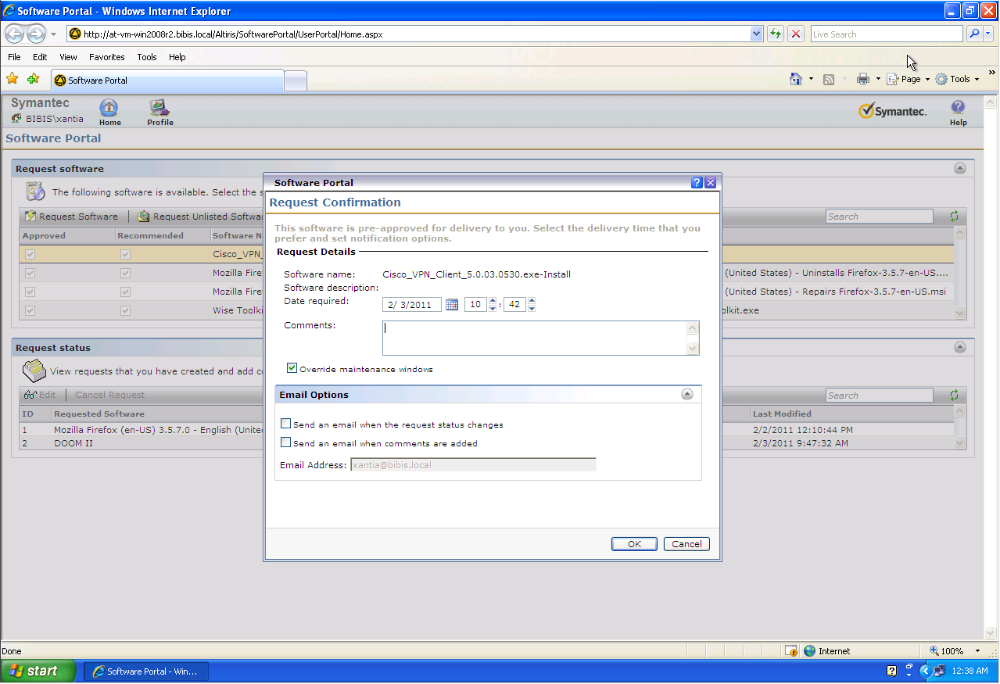 Software Portal - Windows Internet Explorer
http://at-vm-win2008r2.bibis.local/Altiris/SoftwarePortal/UserPortal/Home.aspx
Live Search
File Edit View Favorites Tools Help
Software Portal
Page Tools »
Symantec
BIBIS\xantia
Home
Profile
Symantec.
Help
Software Portal
Request software
The following software is available. Select the s
Request Software
Request Unlisted Softwa
Search
Approved Recommended Software N
Cisco_VPN_
Mozilla Fire
(United States) - Uninstalls Firefox-3.5.7-en-US....
Mozilla Fire
(United States) - Repairs Firefox-3.5.7-en-US.msi
Wise Toolki
olkit.exe
Request status
View requests that you have created and add co
Edit
Cancel Request
Search
ID Requested Software Last Modified
1 Mozilla Firefox (en-US) 3.5.7.0 - English (Unite 2/2/2011 12:10:44 PM
2 DOOM II 2/3/2011 9:47:32 AM
Software Portal
?
Request Confirmation
This software is pre-approved for delivery to you. Select the delivery time that you
prefer and set notification options.
Request Details
Software name: Cisco_VPN_Client_5.0.03.0530.exe-Install
Software description:
Date required: 2/ 3/2011 10 : 42
Comments:
Override maintenance windows
Email Options
Send an email when the request status changes
Send an email when comments are added
Email Address: xantia@bibis.local
OK Cancel
Done
Internet
100%
start
Software Portal - Win...
12:38 AM